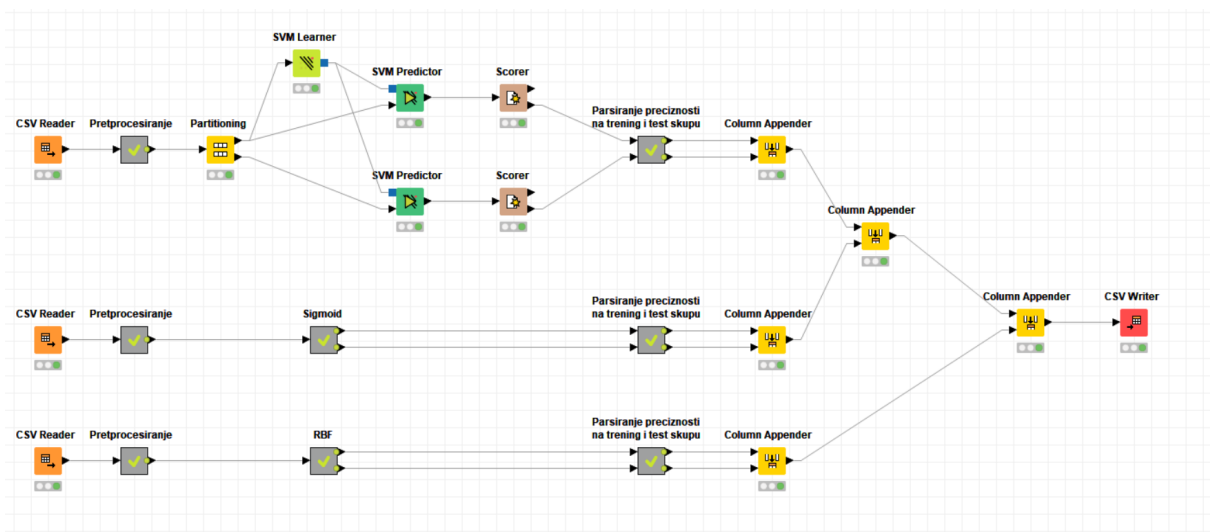 SVM Learner
SVM Predictor
Scorer
CSV Reader
Pretprocesiranje
Partitioning
Parsiranje preciznosti
na trening i test skupu
Column Appender
SVM Predictor
Scorer
Column Appender
Column Appender
CSV Writer
CSV Reader
Pretprocesiranje
Sigmoid
Parsiranje preciznosti
na trening i test skupu
Column Appender
CSV Reader
Pretprocesiranje
RBF
Parsiranje preciznosti
na trening i test skupu
Column Appender